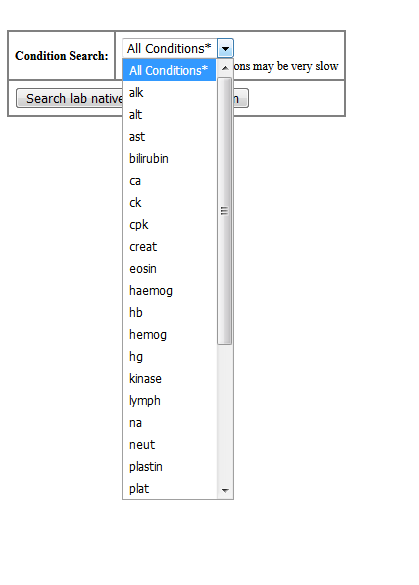 Condition Search:
All Conditions*
ons may be very slow
Search lab native
n
All Conditions*
alk
alt
ast
bilirubin
ca
ck
cpk
creat
eosin
haemog
hb
hemog
hg
kinase
lymph
na
neut
plastin
plat